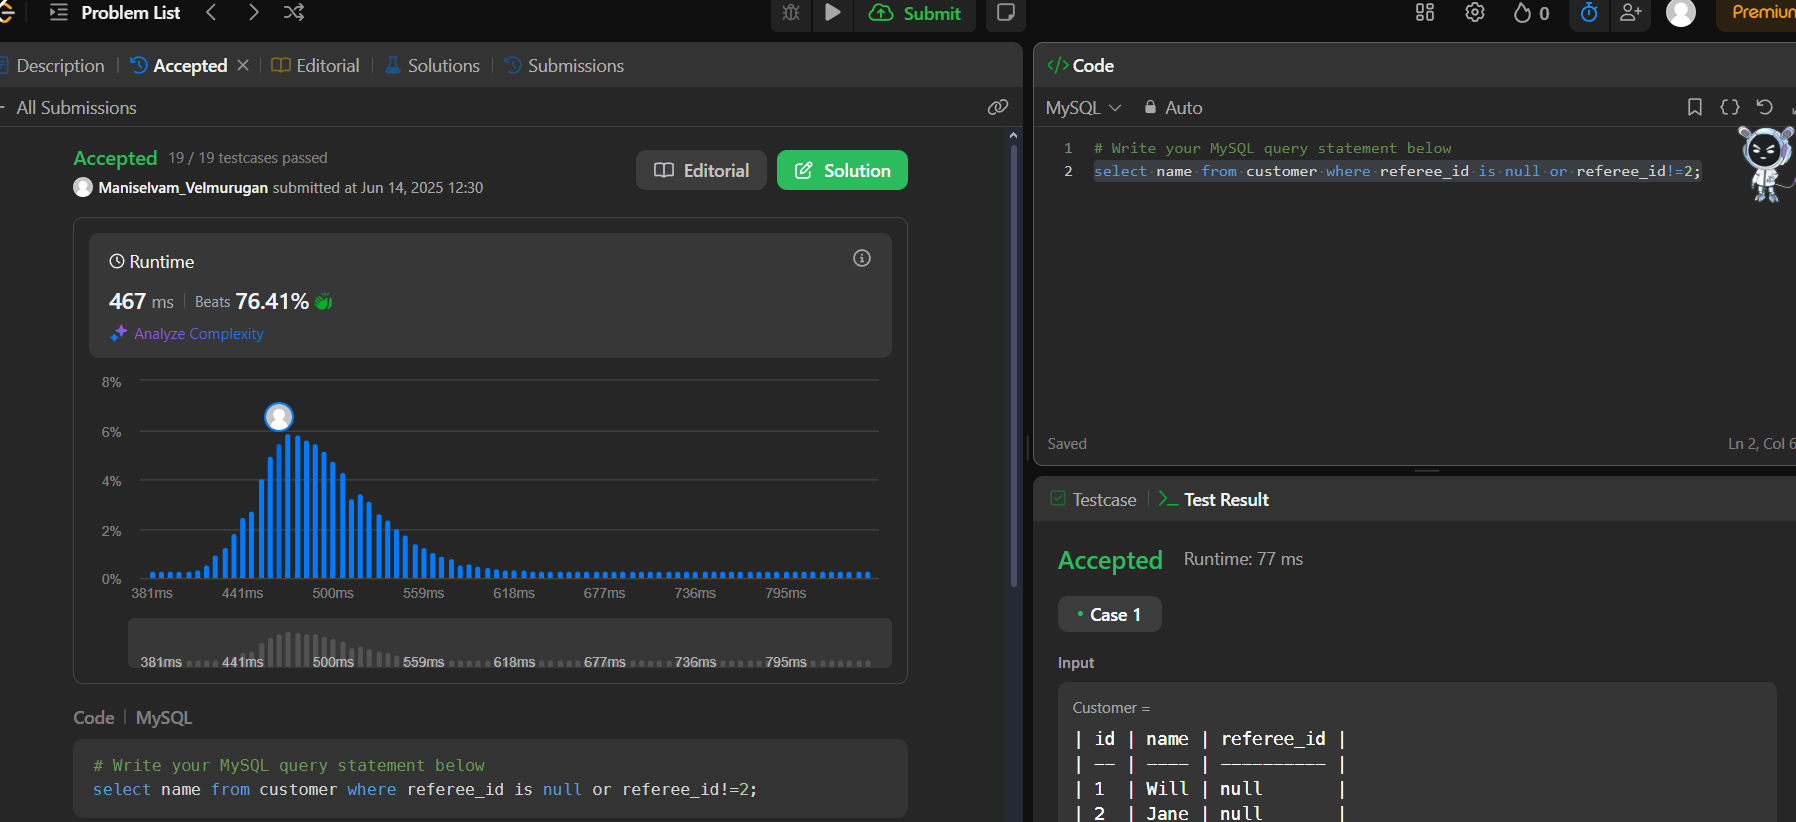 Problem List
Submit
0
Premium
Description
Accepted
Editorial
Solutions
Submissions
All Submissions
Accepted 19 / 19 testcases passed
Maniselvam_Velmurugan submitted at Jun 14, 2025 12:30
Editorial
Solution
Runtime
467 ms | Beats 76.41%
Analyze Complexity
8%
6%
4%
2%
0%
381ms 441ms 500ms 559ms 618ms 677ms 736ms 795ms
381ms 441ms 500ms 559ms 618ms 677ms 736ms 795ms
Code | MySQL
# Write your MySQL query statement below
select name from customer where referee_id is null or referee_id!=2;
</> Code
MySQL Auto
1 # Write your MySQL query statement below
2 select name from customer where referee_id is null or referee_id!=2;
Saved
Ln 2, Col 6
Testcase
Test Result
Accepted Runtime: 77 ms
Case 1
Input
Customer =
| id | name | referee_id |
| -- | ---- | ---------- |
| 1 | Will | null |
| 2 | Jane | null |